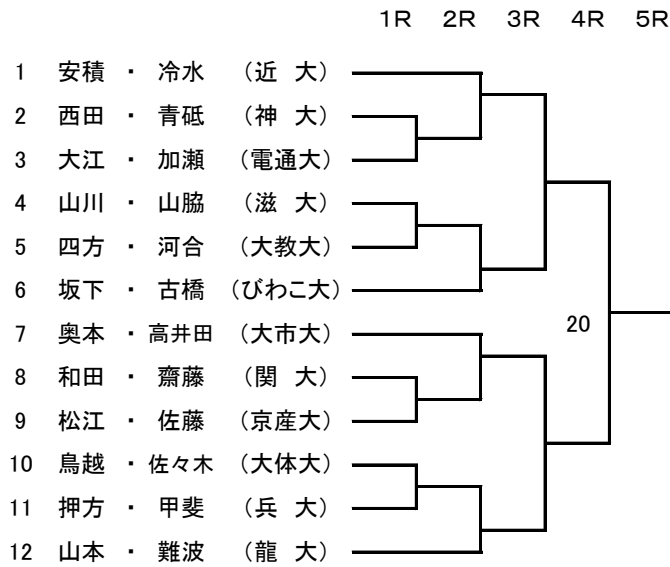 1R 2R 3R 4R 5R
1 安積 ・ 冷水 (近 大)
2 西田 ・ 青砥 (神 大)
3 大江 ・ 加瀬 (電通大)
4 山川 ・ 山脇 (滋 大)
5 四方 ・ 河合 (大教大)
6 坂下 ・ 古橋 (びわこ大)
7 奥本 ・ 高井田 (大市大)
20
8 和田 ・ 齋藤 (関 大)
9 松江 ・ 佐藤 (京産大)
10 鳥越 ・ 佐々木 (大体大)
11 押方 ・ 甲斐 (兵 大)
12 山本 ・ 難波 (龍 大)